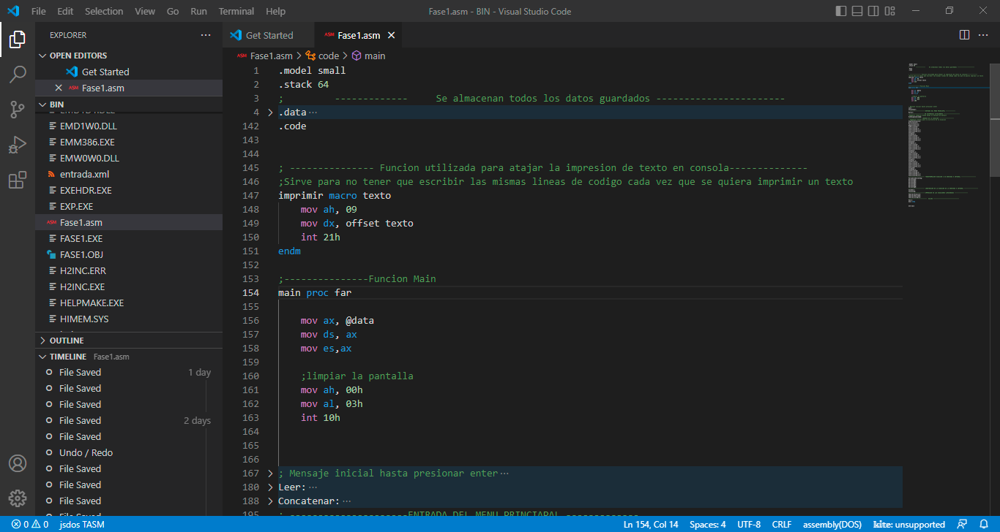 File Edit Selection View Go Run Terminal Help Fase1.asm - BIN - Visual Studio Code
EXPLORER
OPEN EDITORS
Get Started
Fase1.asm
BIN
EMD1W0.DLL
EMM386.EXE
EMW0W0.DLL
entrada.xml
EXEHDR.EXE
EXP.EXE
Fase1.asm
FASE1.EXE
FASE1.OBJ
H2INC.ERR
H2INC.EXE
HELPMAKE.EXE
HIMEM.SYS
OUTLINE
TIMELINE Fase1.asm
File Saved 1 day
File Saved
File Saved
File Saved 2 days
File Saved
Undo / Redo
File Saved
File Saved
File Saved
File Saved
Get Started
ASM Fase1.asm
ASM Fase1.asm > code > main
1 .model small
2 .stack 64
3 ; ----------------- Se almacenan todos los datos guardados -----------------------
4 .data ...
142 .code
143
144
145 ; --------------- Funcion utilizada para atajar la impresion de texto en consola--------------
146 ;Sirve para no tener que escribir las mismas lineas de codigo cada vez que se quiera imprimir un texto
147 imprimir macro texto
148 mov ah, 09
149 mov dx, offset texto
150 int 21h
151 endm
152
153 ;---------------Funcion Main
154 main proc far
155
156 mov ax, @data
157 mov ds, ax
158 mov es,ax
159
160 ;limpiar la pantalla
161 mov ah, 00h
162 mov al, 03h
163 int 10h
164
165
166
167 ; Mensaje inicial hasta presionar enter ...
180 Leer: ...
188 Concatenar: ...
195 ; ---------------------ENTRADA DEL MENU PRINCIAPAL -------------
0 0 jsdos TASM Ln 154, Col 14 Spaces: 4 UTF-8 CRLF assembly(DOS) kite: unsupported